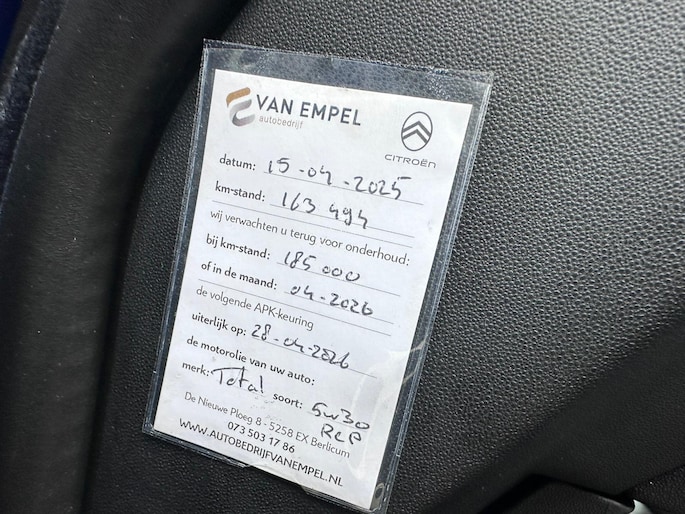 VAN EMPEL
autobedrijf
CITROËN
datum: 15-04-2025
km-stand: 163 494
wij verwachten u terug voor onderhoud:
bij km-stand: 185 000
of in de maand: 04-2026
de volgende APK-keuring
uiterlijk op: 28-04-2026
de motorolie van uw auto:
merk: Total soort: 5w30
RCP
De Nieuwe Ploeg 8 - 5258 EX Berlicum
073 503 17 86
WWW.AUTOBEDRIJFVANEMPEL.NL